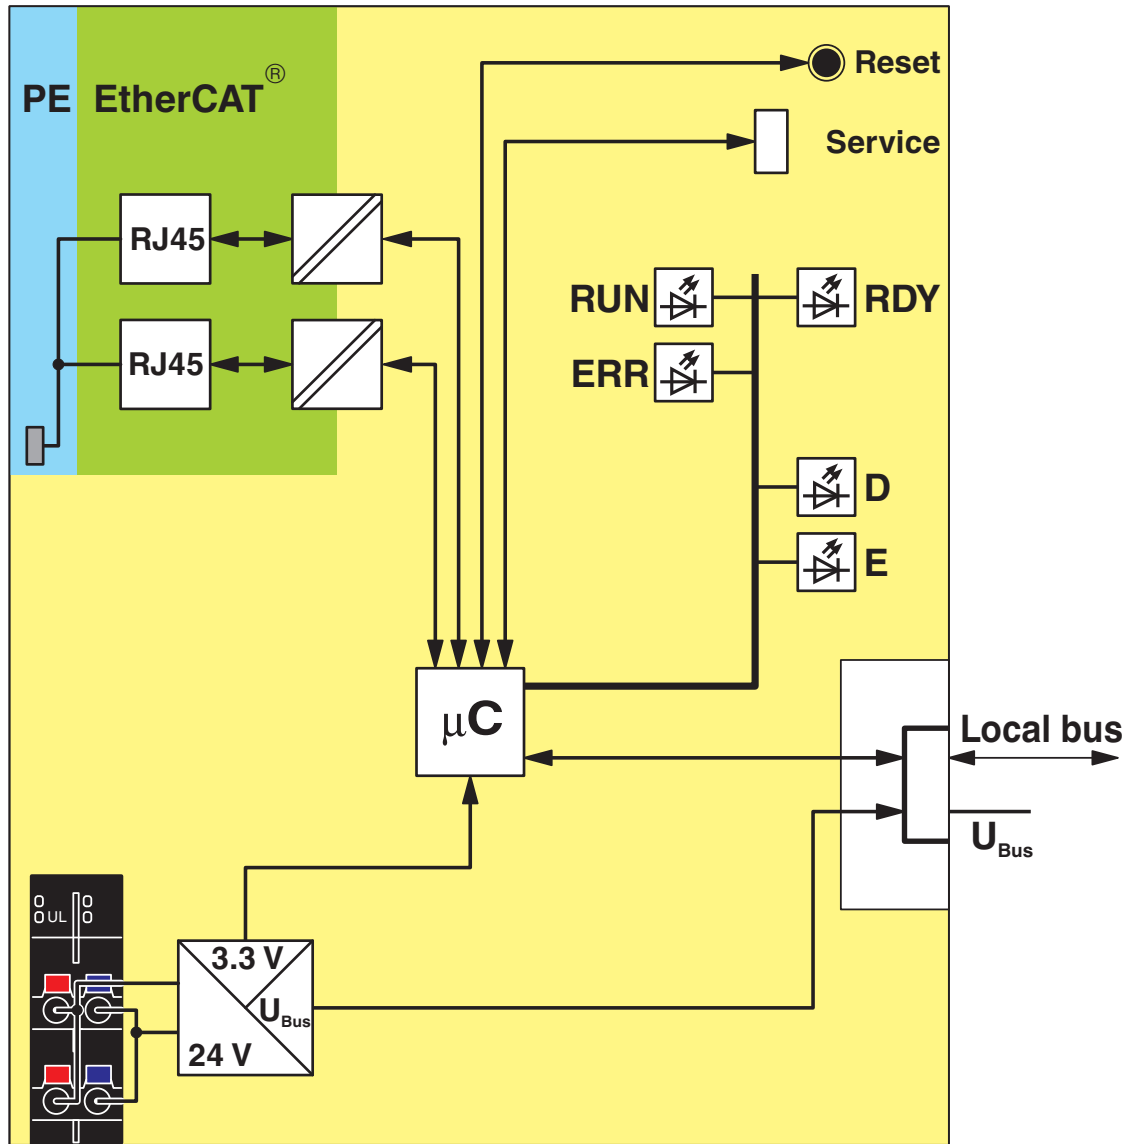 PE EtherCAT®
Reset
Service
RJ45
RUN
RDY
RJ45
ERR
D
E
µC
Local bus
UBus
UL
3.3 V
UBus
24 V